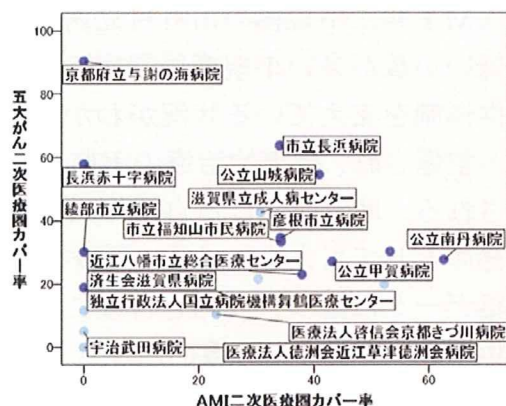 100
80
60
40
20
0
五大がん二次医療圏カバー率
京都府立与謝の海病院
市立長浜病院
長浜赤十字病院
公立山城病院
綾部市立病院
滋賀県立成人病センター
市立福知山市民病院
彦根市立病院
公立南丹病院
近江八幡市立総合医療センター
公立甲賀病院
済生会滋賀県病院
独立行政法人国立病院機構舞鶴医療センター
医療法人啓信会京都きづ川病院
宇治武田病院
医療法人徳洲会近江草津徳洲会病院
0 20 40 60
AMI二次医療圏カバー率